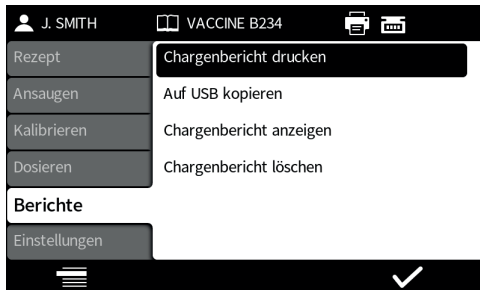 J. SMITH
VACCINE B234
Rezept
Ansaugen
Kalibrieren
Dosieren
Berichte
Einstellungen
Chargenbericht drucken
Auf USB kopieren
Chargenbericht anzeigen
Chargenbericht löschen